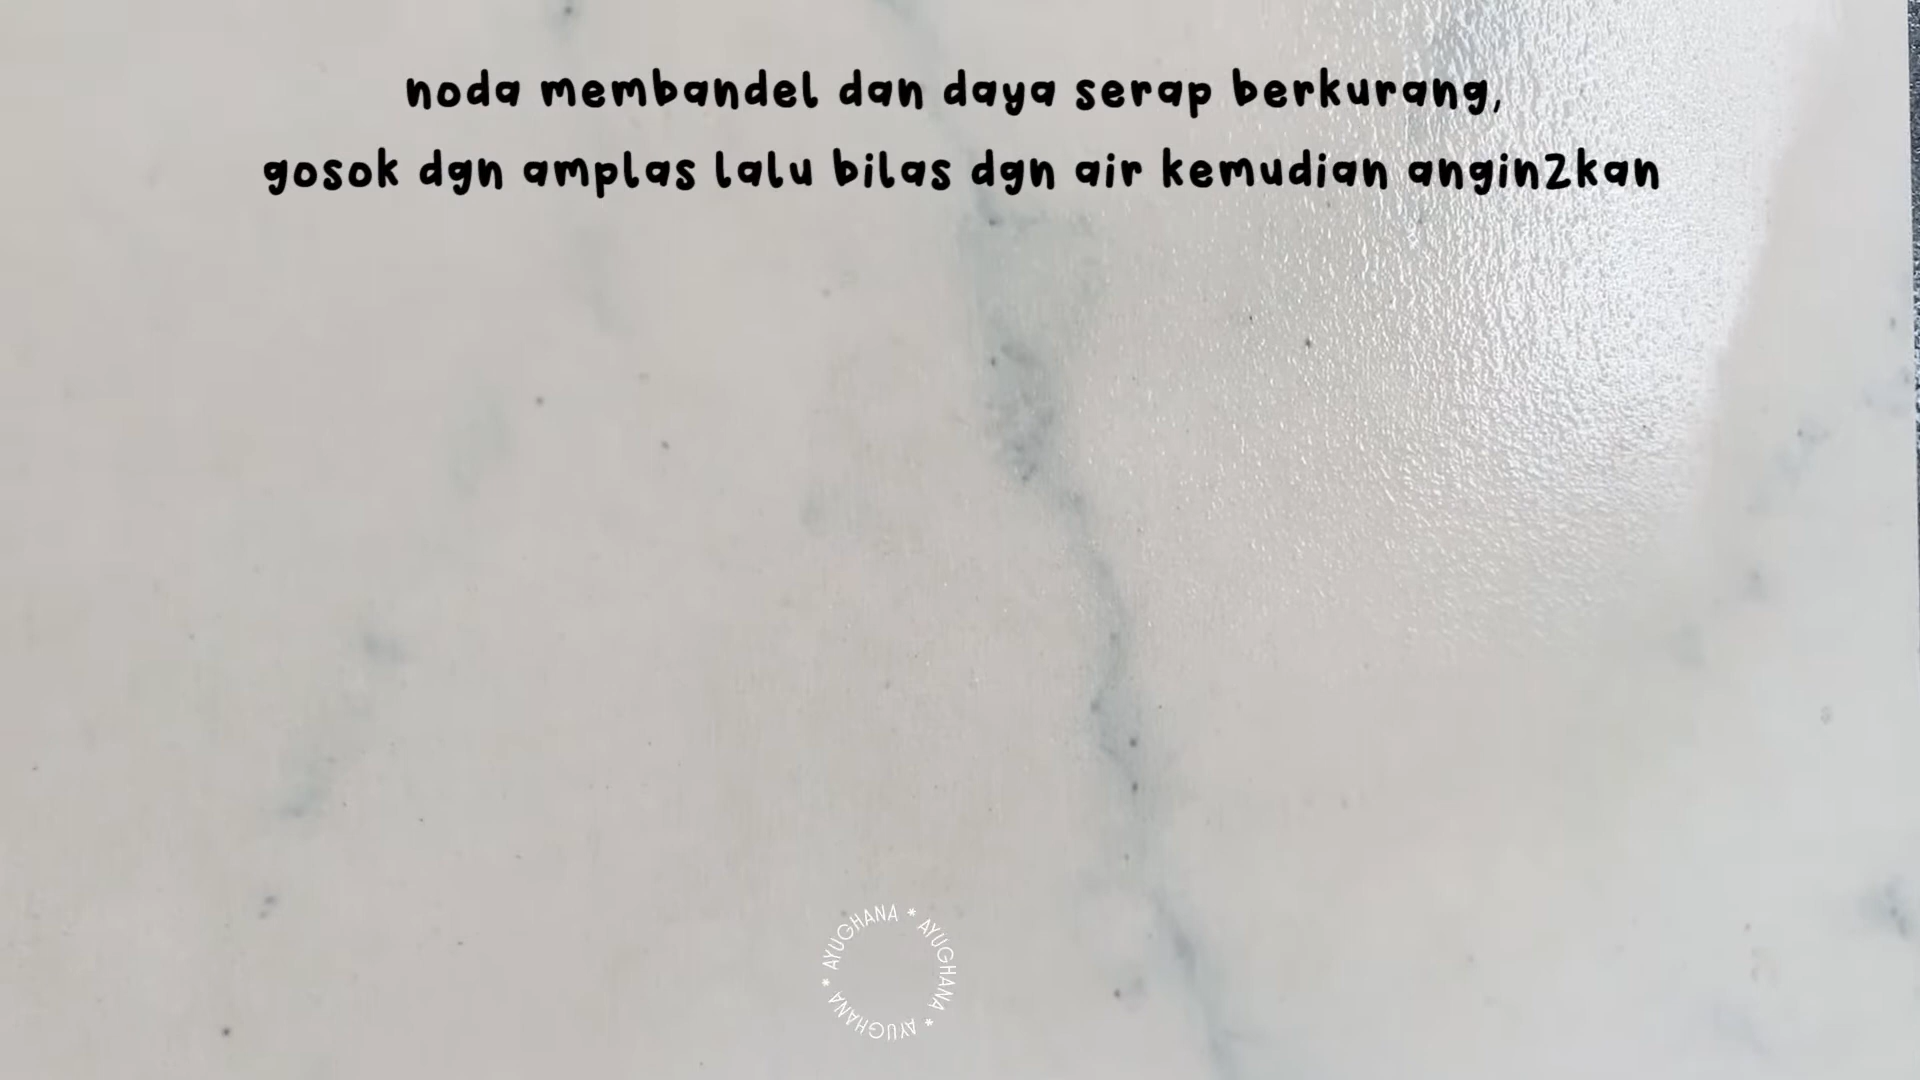 noda membandel dan daya serap berkurang,
gosok dgn amplas lalu bilas dgn air kemudian angin2kan
AYUGHANA * AYUGHANA * AYUGHANA *